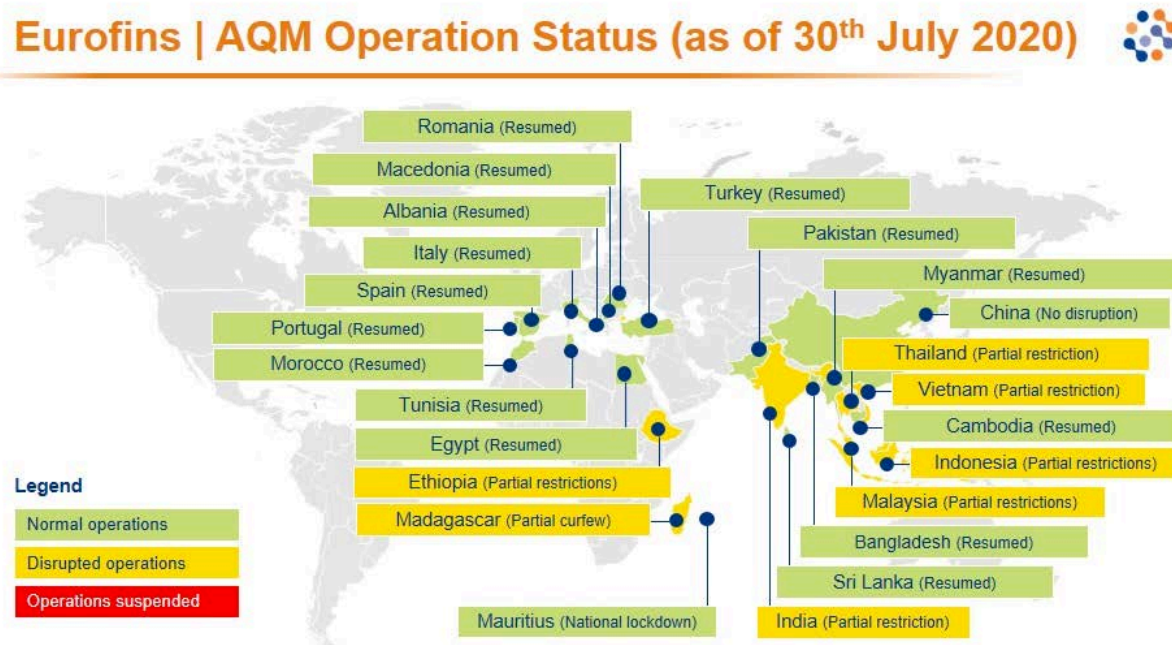 Eurofins | AQM Operation Status (as of 30th July 2020)
Romania (Resumed)
Macedonia (Resumed)
Albania (Resumed)
Italy (Resumed)
Spain (Resumed)
Portugal (Resumed)
Morocco (Resumed)
Tunisia (Resumed)
Egypt (Resumed)
Ethiopia (Partial restrictions)
Madagascar (Partial curfew)
Mauritius (National lockdown)
Turkey (Resumed)
Pakistan (Resumed)
Myanmar (Resumed)
China (No disruption)
Thailand (Partial restriction)
Vietnam (Partial restriction)
Cambodia (Resumed)
Indonesia (Partial restrictions)
Malaysia (Partial restrictions)
Bangladesh (Resumed)
Sri Lanka (Resumed)
India (Partial restriction)
Legend
Normal operations
Disrupted operations
Operations suspended